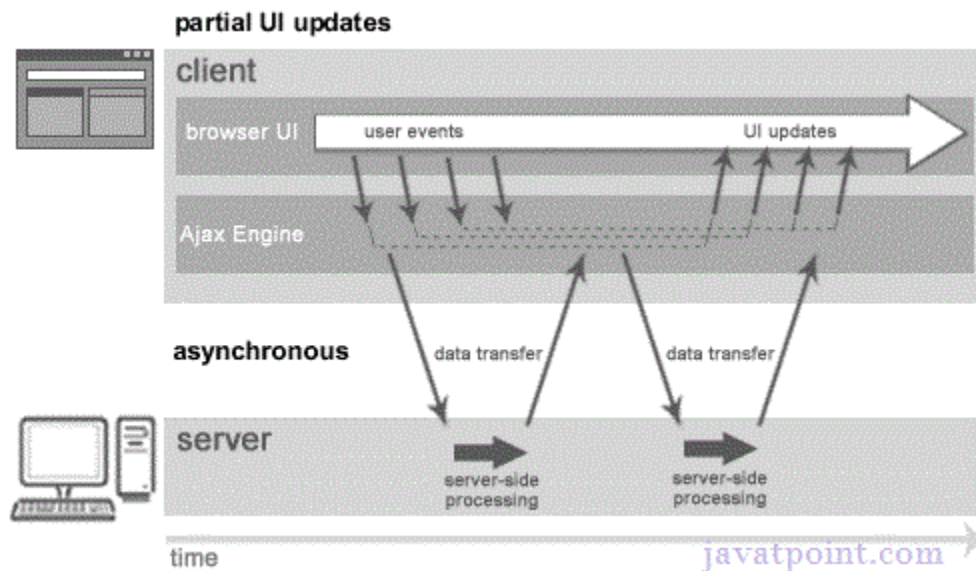 partial UI updates
client
browser UI
user events
UI updates
Ajax Engine
asynchronous
data transfer
data transfer
server
server-side
processing
server-side
processing
time
javatpoint.com